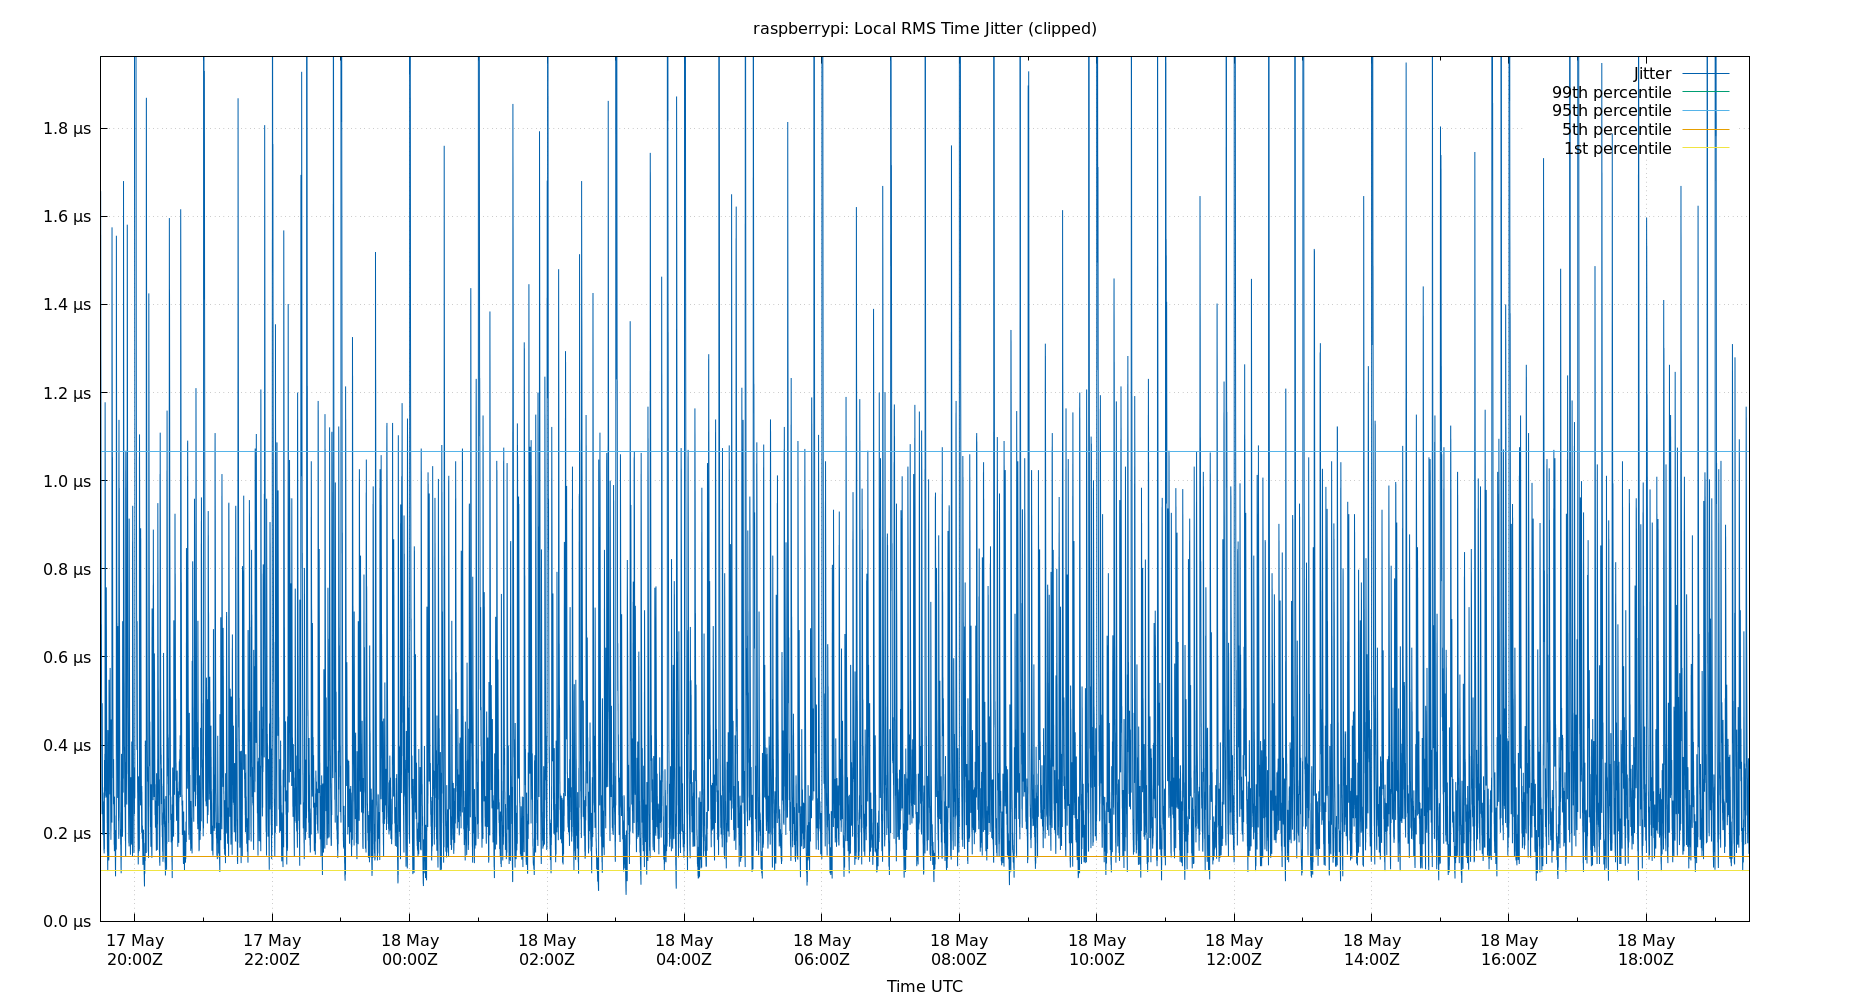 raspberrypi: Local RMS Time Jitter (clipped)
Jitter
99th percentile
95th percentile
5th percentile
1st percentile
1.8 µs
1.6 µs
1.4 µs
1.2 µs
1.0 µs
0.8 µs
0.6 µs
0.4 µs
0.2 µs
0.0 µs
17 May 17 May 18 May 18 May 18 May 18 May 18 May 18 May 18 May 18 May 18 May 18 May
20:00Z 22:00Z 00:00Z 02:00Z 04:00Z 06:00Z 08:00Z 10:00Z 12:00Z 14:00Z 16:00Z 18:00Z
Time UTC